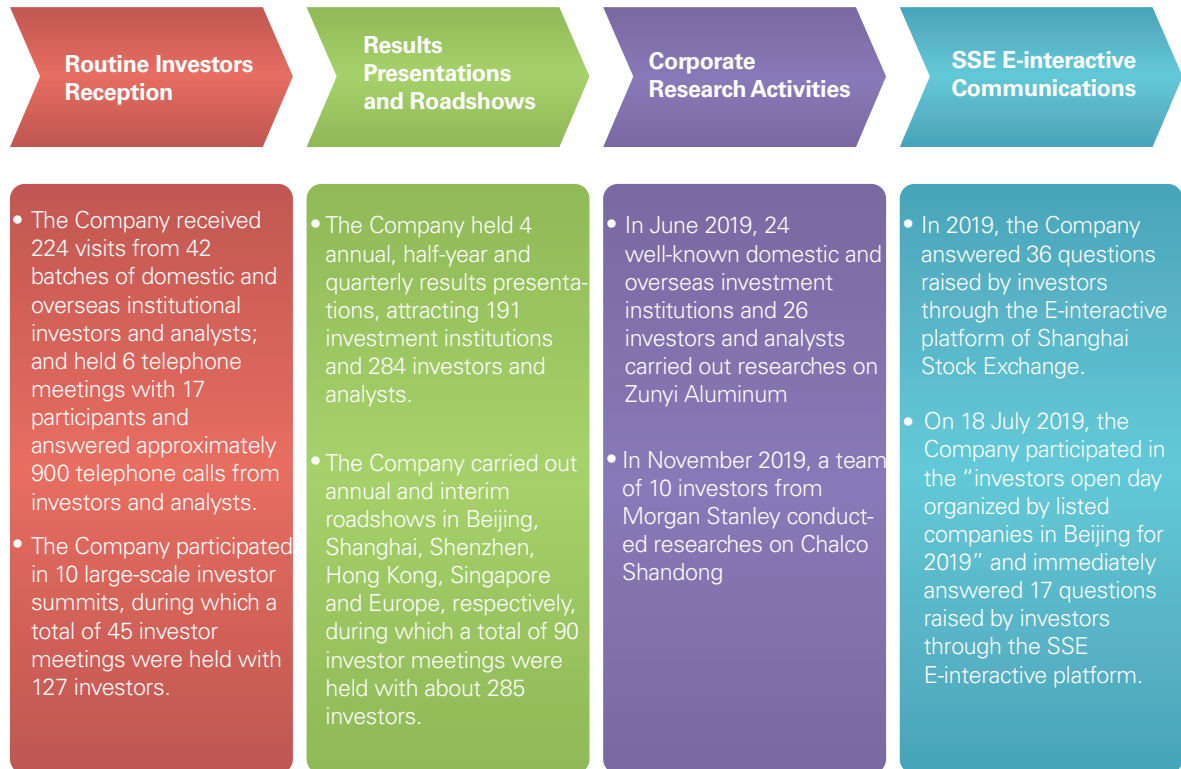 Routine Investors
Reception
Results
Presentations
and Roadshows
Corporate
Research Activities
SSE E-interactive
Communications
• The Company received
224 visits from 42
batches of domestic and
overseas institutional
investors and analysts;
and held 6 telephone
meetings with 17
participants and
answered approximately
900 telephone calls from
investors and analysts.
• The Company participated
in 10 large-scale investor
summits, during which a
total of 45 investor
meetings were held with
127 investors.
• The Company held 4
annual, half-year and
quarterly results presenta-
tions, attracting 191
investment institutions
and 284 investors and
analysts.
• The Company carried out
annual and interim
roadshows in Beijing,
Shanghai, Shenzhen,
Hong Kong, Singapore
and Europe, respectively,
during which a total of 90
investor meetings were
held with about 285
investors.
• In June 2019, 24
well-known domestic and
overseas investment
institutions and 26
investors and analysts
carried out researches on
Zunyi Aluminum
• In November 2019, a team
of 10 investors from
Morgan Stanley conduct-
ed researches on Chalco
Shandong
• In 2019, the Company
answered 36 questions
raised by investors
through the E-interactive
platform of Shanghai
Stock Exchange.
• On 18 July 2019, the
Company participated in
the “investors open day
organized by listed
companies in Beijing for
2019” and immediately
answered 17 questions
raised by investors
through the SSE
E-interactive platform.